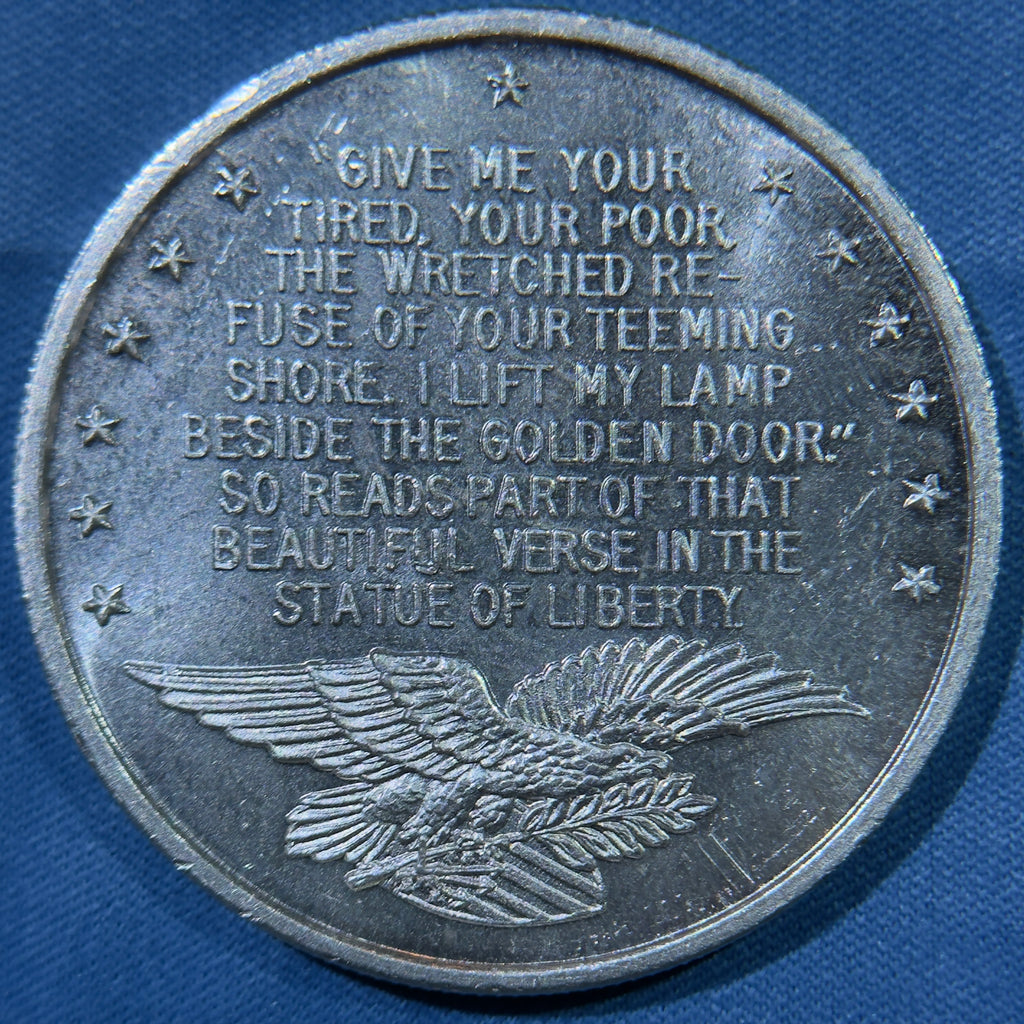 "GIVE ME YOUR
TIRED, YOUR POOR,
THE WRETCHED RE-
FUSE OF YOUR TEEMING
SHORE. I LIFT MY LAMP
BESIDE THE GOLDEN DOOR."
SO READS PART OF THAT
BEAUTIFUL VERSE IN THE
STATUE OF LIBERTY.